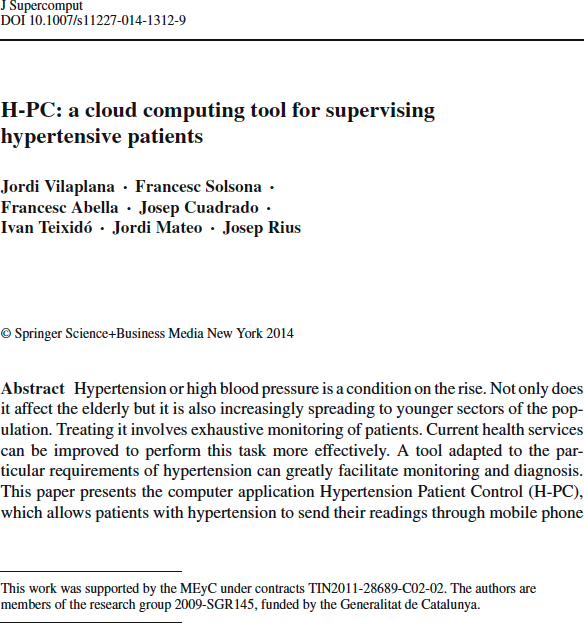 J Supercomput
DOI 10.1007/s11227-014-1312-9
H-PC: a cloud computing tool for supervising
hypertensive patients
Jordi Vilaplana · Francesc Solsona ·
Francesc Abella · Josep Cuadrado ·
Ivan Teixidó · Jordi Mateo · Josep Rius
© Springer Science+Business Media New York 2014
Abstract Hypertension or high blood pressure is a condition on the rise. Not only does
it affect the elderly but it is also increasingly spreading to younger sectors of the pop-
ulation. Treating it involves exhaustive monitoring of patients. Current health services
can be improved to perform this task more effectively. A tool adapted to the par-
ticular requirements of hypertension can greatly facilitate monitoring and diagnosis.
This paper presents the computer application Hypertension Patient Control (H-PC),
which allows patients with hypertension to send their readings through mobile phone
This work was supported by the MEyC under contracts TIN2011-28689-C02-02. The authors are
members of the research group 2009-SGR145, funded by the Generalitat de Catalunya.